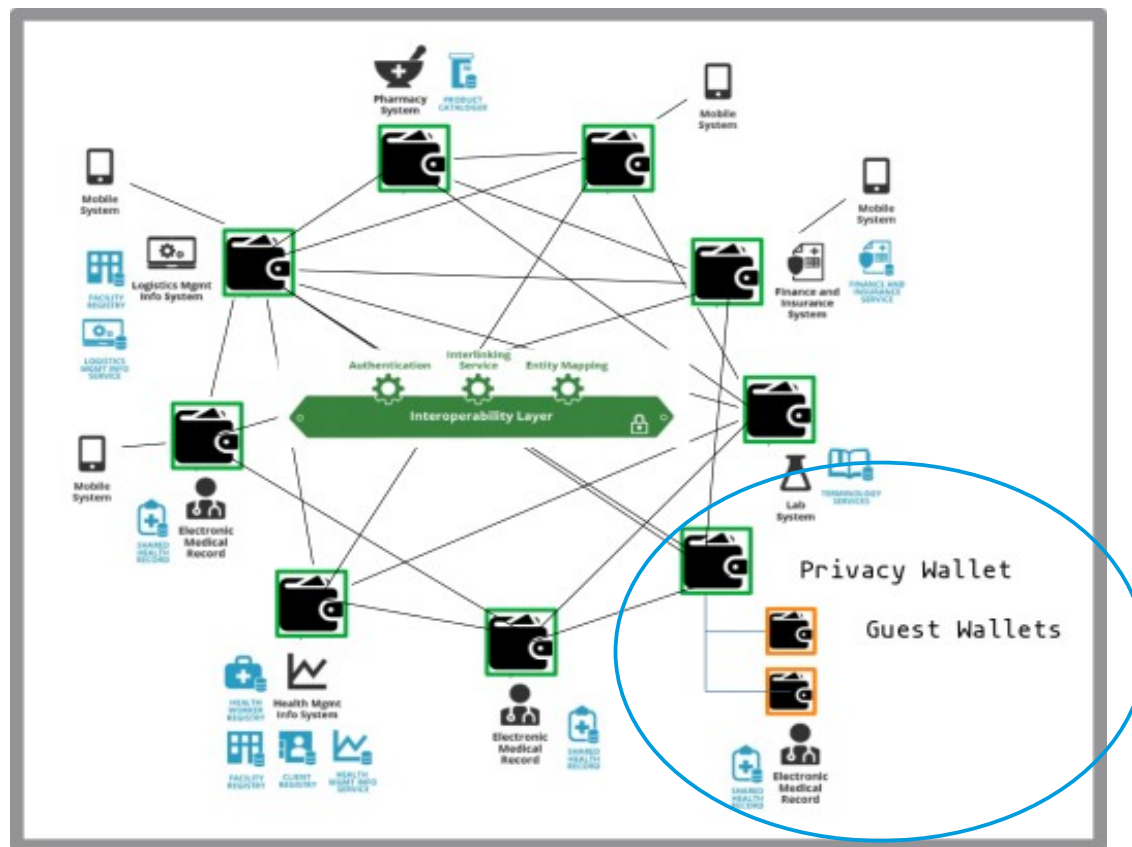 Pharmacy
System
PRODUCT
CATALOGUE
Mobile
System
Mobile
System
Mobile
System
Logistics Mgmt
Info System
FACILITY
REGISTRY
LOGISTICS
MGMT INFO
SERVICE
Finance and
Insurance
System
FINANCE AND
INSURANCE
SERVICE
Authentication
Interlinking
Service
Entity Mapping
Interoperability Layer
Mobile
System
SHARED
HEALTH
RECORD
Electronic
Medical
Record
Lab
System
TERMINOLOGY
SERVICES
Privacy Wallet
Guest Wallets
HEALTH
WORKER
REGISTRY
Health Mgmt
Info System
FACILITY
REGISTRY
CLIENT
REGISTRY
HEALTH
MGMT INFO
SERVICE
Electronic
Medical
Record
SHARED
HEALTH
RECORD
SHARED
HEALTH
RECORD
Electronic
Medical
Record